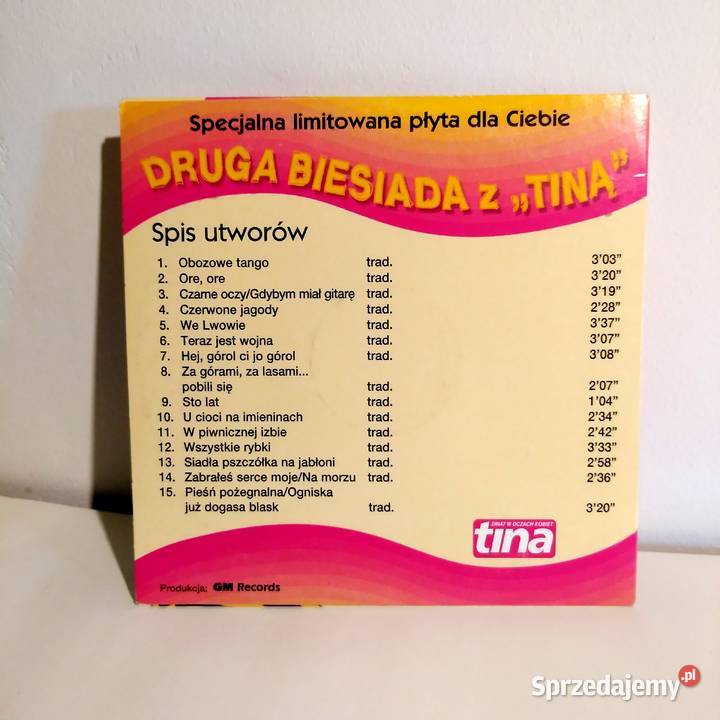 Specjalna limitowana płyta dla Ciebie
DRUGA BIESIADA z „TINĄ”
Spis utworów
1. Obozowe tango trad. 3'03”
2. Ore, ore trad. 3'20”
3. Czarne oczy/Gdybym miał gitarę trad. 3'19”
4. Czerwone jagody trad. 2'28”
5. We Lwowie trad. 3'37”
6. Teraz jest wojna trad. 3'07”
7. Hej, górol ci jo górol trad. 3'08”
8. Za górami, za lasami...
pobili się trad. 2'07”
9. Sto lat trad. 1'04”
10. U cioci na imieninach trad. 2'34”
11. W piwnicznej izbie trad. 2'42”
12. Wszystkie rybki trad. 3'33”
13. Siadła pszczółka na jabłoni trad. 2'58”
14. Zabrałeś serce moje/Na morzu trad. 2'36”
15. Pieśń pożegnalna/Ogniska
już dogasa blask trad. 3'20”
ŚWIAT W OCZACH KOBIET
tina
Produkcja: GM Records
Sprzedajemy.pl